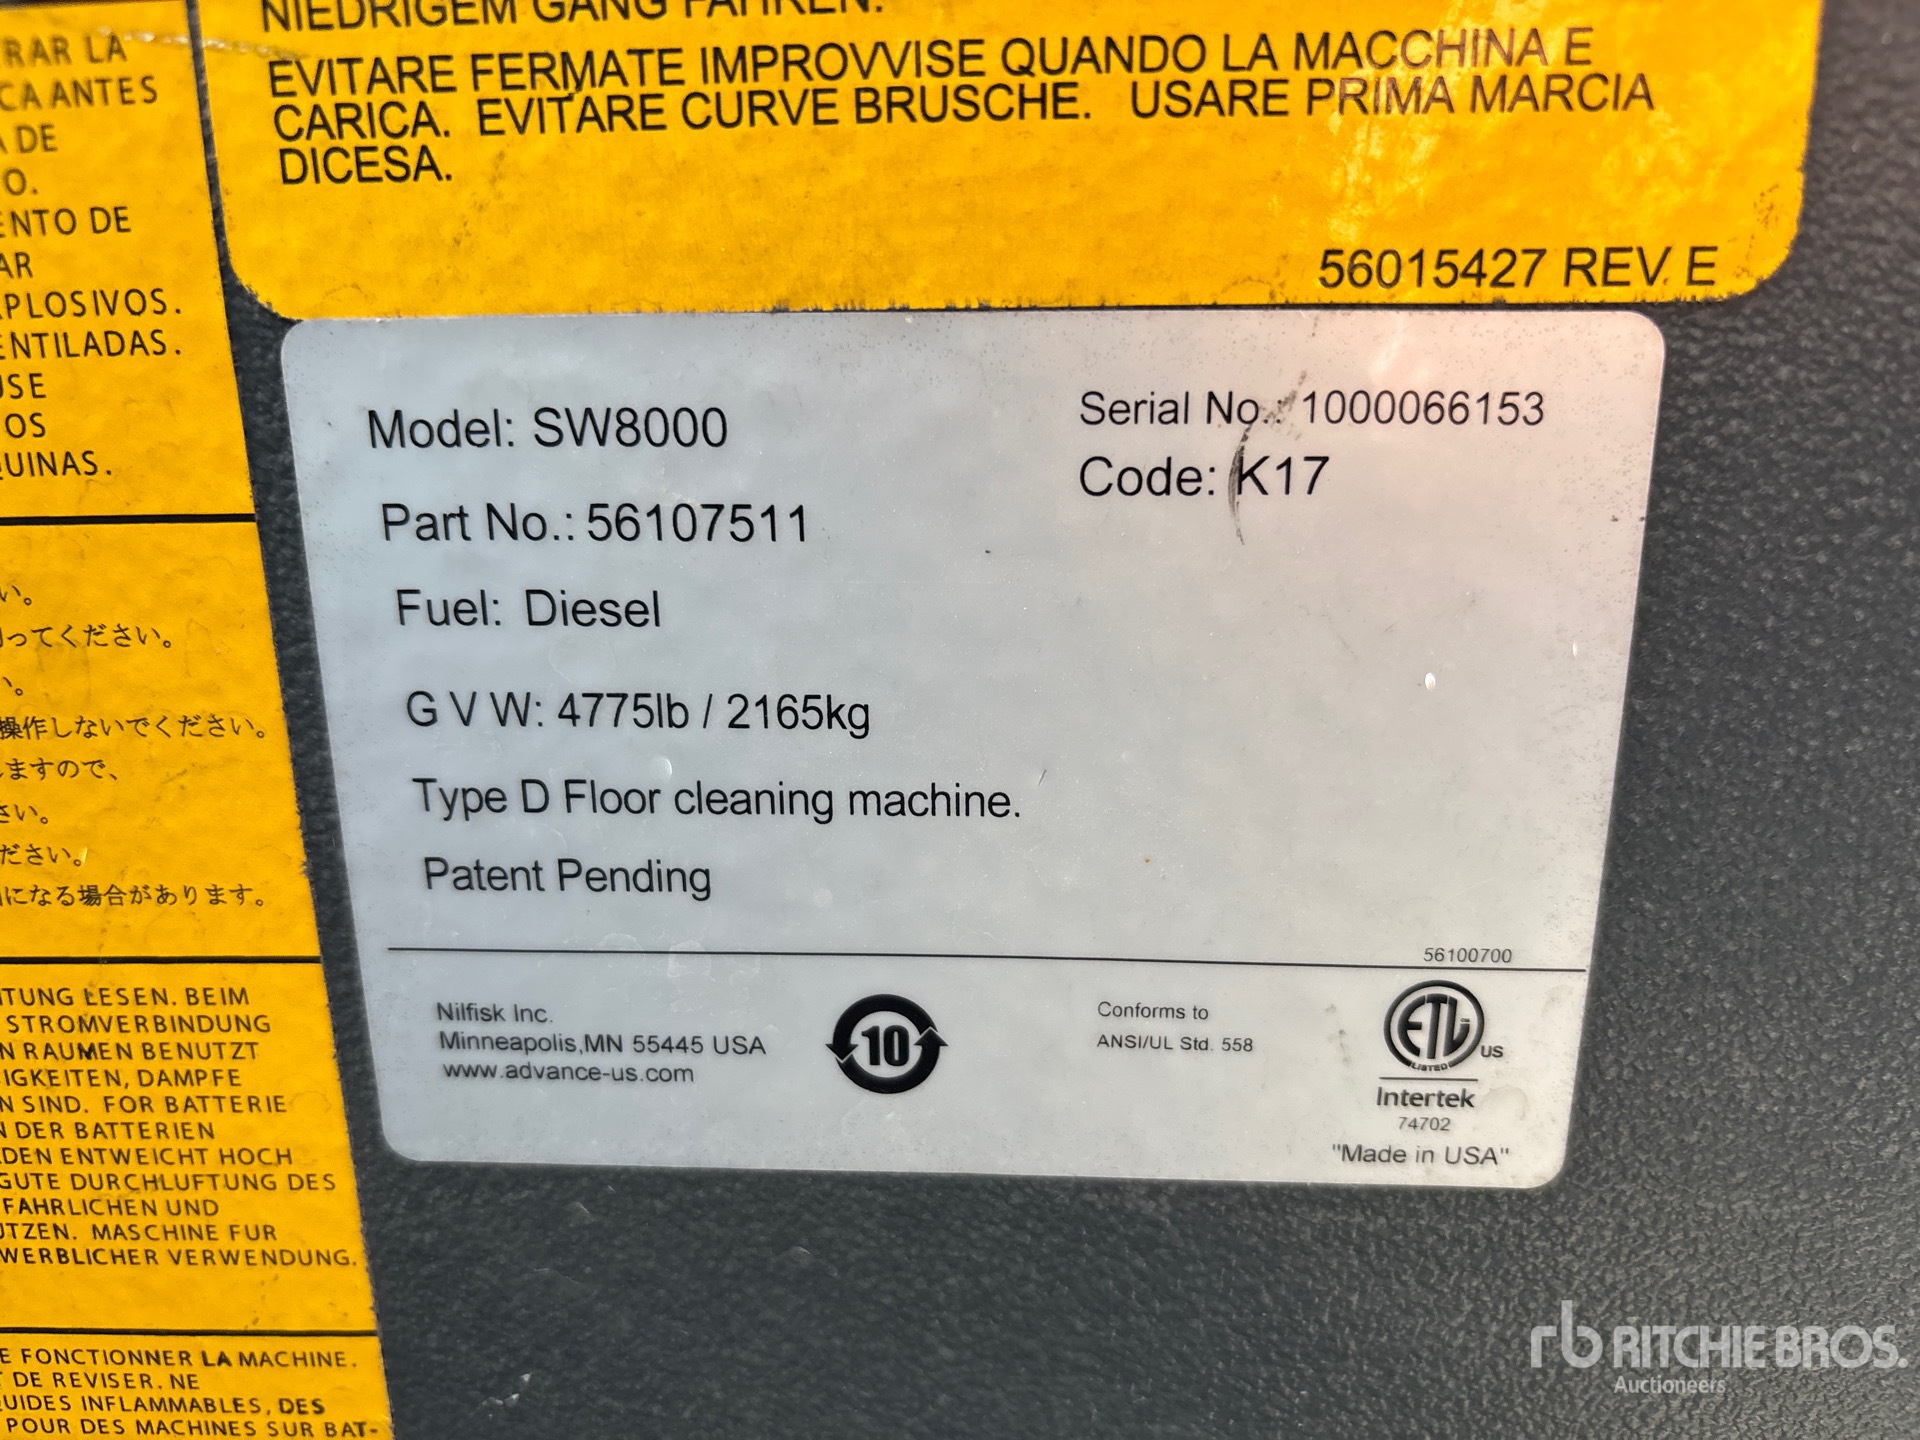 RAR LA
CA ANTES
A DE
O.
ENTO DE
AR
PLOSIVOS.
ENTILADAS.
USE
OS
QUINAS.
い。
ってください。
い。
操作しないでください。
しますので、
さい。
ださい。
になる場合があります。
TUNG LESEN. BEIM
STROMVERBINDUNG
N RAUMEN BENUTZT
IGKEITEN, DAMPFE
N SIND. FOR BATTERIE
N DER BATTERIEN
DEN ENTWEICHT HOCH
GUTE DURCHLUFTUNG DES
FAHRLICHEN UND
UTZEN. MASCHINE FUR
WERBLICHER VERWENDUNG.
E FONCTIONNER LA MACHINE.
T DE REVISER. NE
QUIDES INFLAMMABLES, DES
POUR DES MACHINES SUR BAT-
NIEDRIGEM GANG FAHREN.
EVITARE FERMATE IMPROVVISE QUANDO LA MACCHINA E
CARICA. EVITARE CURVE BRUSCHE. USARE PRIMA MARCIA
DICESA.
56015427 REV. E
Model: SW8000
Serial No.: 1000066153
Code: K17
Part No.: 56107511
Fuel: Diesel
G V W: 4775lb / 2165kg
Type D Floor cleaning machine.
Patent Pending
56100700
Nilfisk Inc.
Minneapolis,MN 55445 USA
www.advance-us.com
10
Conforms to
ANSI/UL Std. 558
ETL
LISTED
US
Intertek
74702
"Made in USA"
rb RITCHIE BROS.
Auctioneers